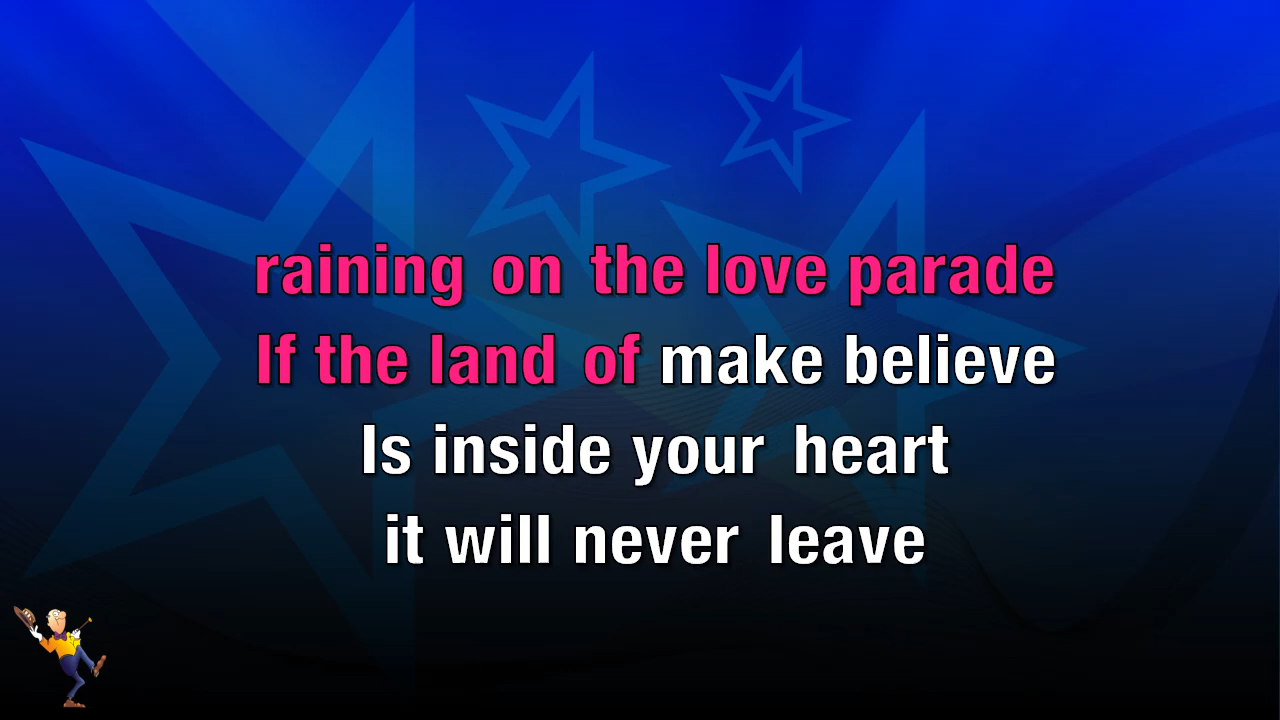 raining on the love parade
If the land of make believe
Is inside your heart
it will never leave